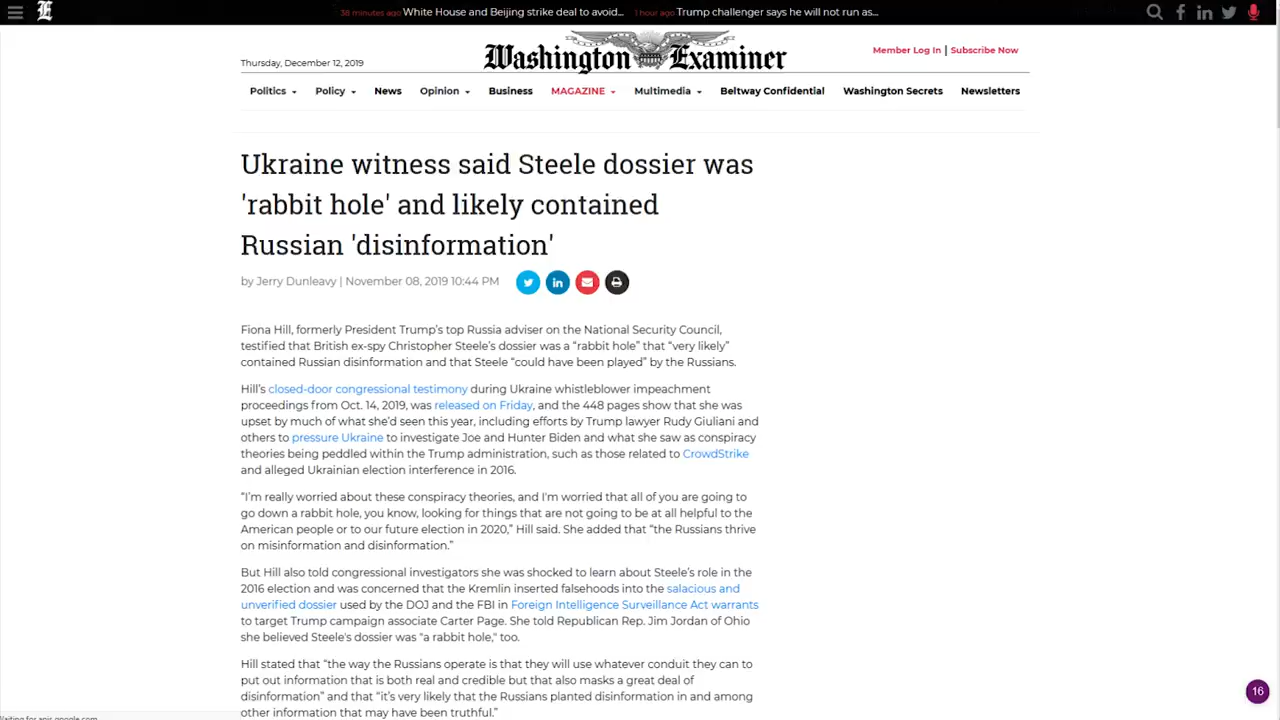 38 minutes ago White House and Beijing strike deal to avoid... 1 hour ago Trump challenger says he will not run as...
Thursday, December 12, 2019
Washington Examiner
Member Log In | Subscribe Now
Politics Policy News Opinion Business MAGAZINE Multimedia Beltway Confidential Washington Secrets Newsletters
Ukraine witness said Steele dossier was
'rabbit hole' and likely contained
Russian 'disinformation'
by Jerry Dunleavy | November 08, 2019 10:44 PM
Fiona Hill, formerly President Trump's top Russia adviser on the National Security Council,
testified that British ex-spy Christopher Steele's dossier was a “rabbit hole” that “very likely”
contained Russian disinformation and that Steele “could have been played” by the Russians.
Hill's closed-door congressional testimony during Ukraine whistleblower impeachment
proceedings from Oct. 14, 2019, was released on Friday, and the 448 pages show that she was
upset by much of what she'd seen this year, including efforts by Trump lawyer Rudy Giuliani and
others to pressure Ukraine to investigate Joe and Hunter Biden and what she saw as conspiracy
theories being peddled within the Trump administration, such as those related to CrowdStrike
and alleged Ukrainian election interference in 2016.
“I'm really worried about these conspiracy theories, and I'm worried that all of you are going to
go down a rabbit hole, you know, looking for things that are not going to be at all helpful to the
American people or to our future election in 2020,” Hill said. She added that “the Russians thrive
on misinformation and disinformation.”
But Hill also told congressional investigators she was shocked to learn about Steele's role in the
2016 election and was concerned that the Kremlin inserted falsehoods into the salacious and
unverified dossier used by the DOJ and the FBI in Foreign Intelligence Surveillance Act warrants
to target Trump campaign associate Carter Page. She told Republican Rep. Jim Jordan of Ohio
she believed Steele's dossier was "a rabbit hole," too.
Hill stated that “the way the Russians operate is that they will use whatever conduit they can to
put out information that is both real and credible but that also masks a great deal of
disinformation” and that “it's very likely that the Russians planted disinformation in and among
other information that may have been truthful.”
16
Waiting for apis.google.com